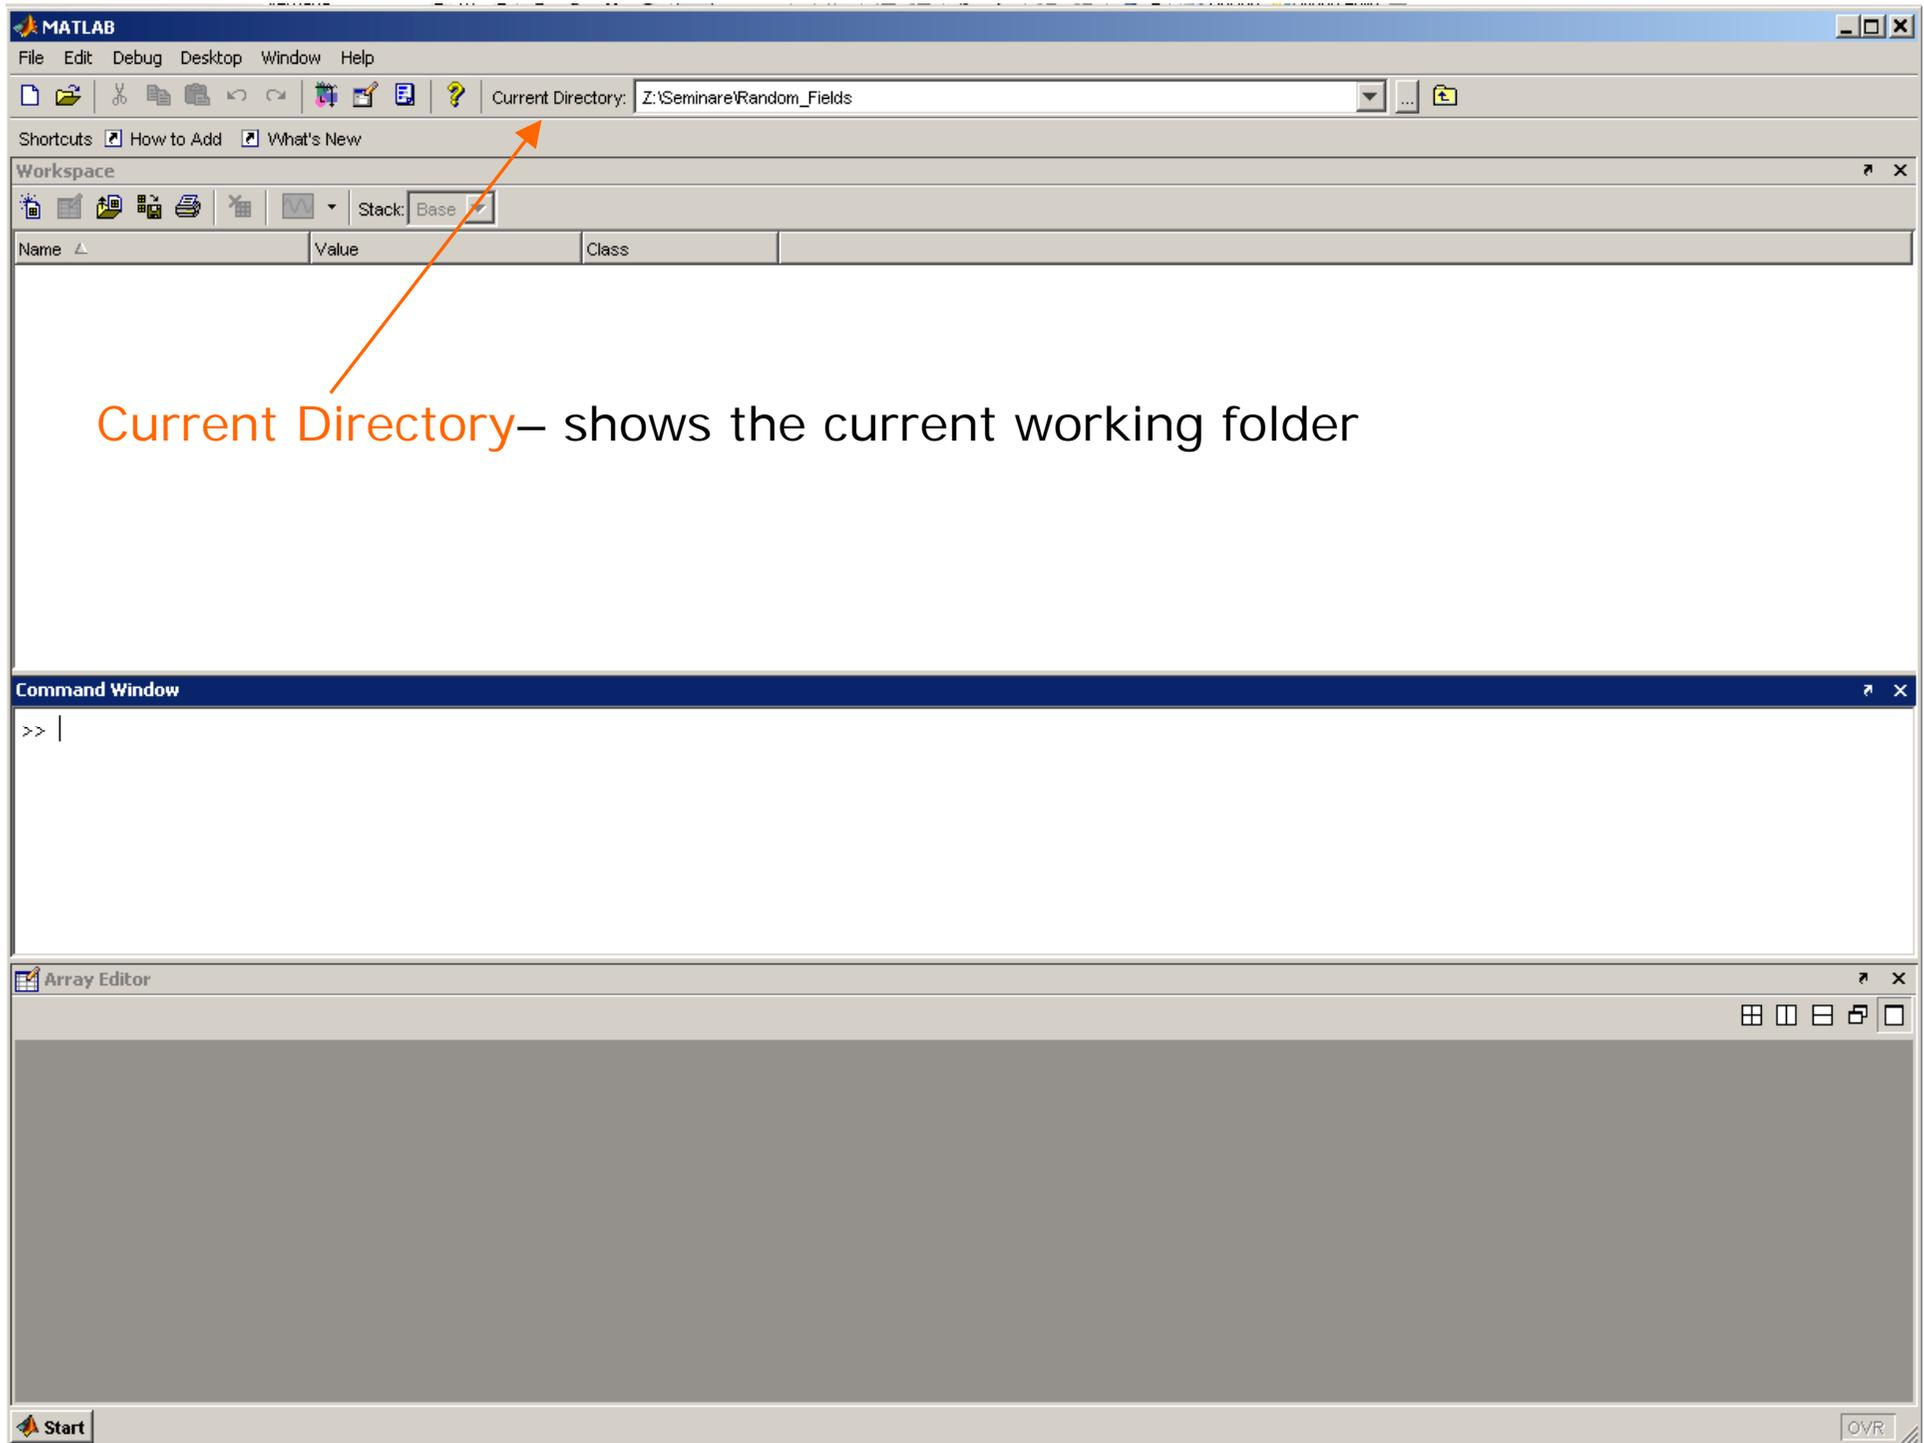 MATLAB
File Edit Debug Desktop Window Help
Current Directory: Z:\Seminare\Random_Fields ...
Shortcuts How to Add What's New
Workspace
Stack: Base
Name Value Class
Current Directory– shows the current working folder
Command Window
>>
Array Editor
Start OVR